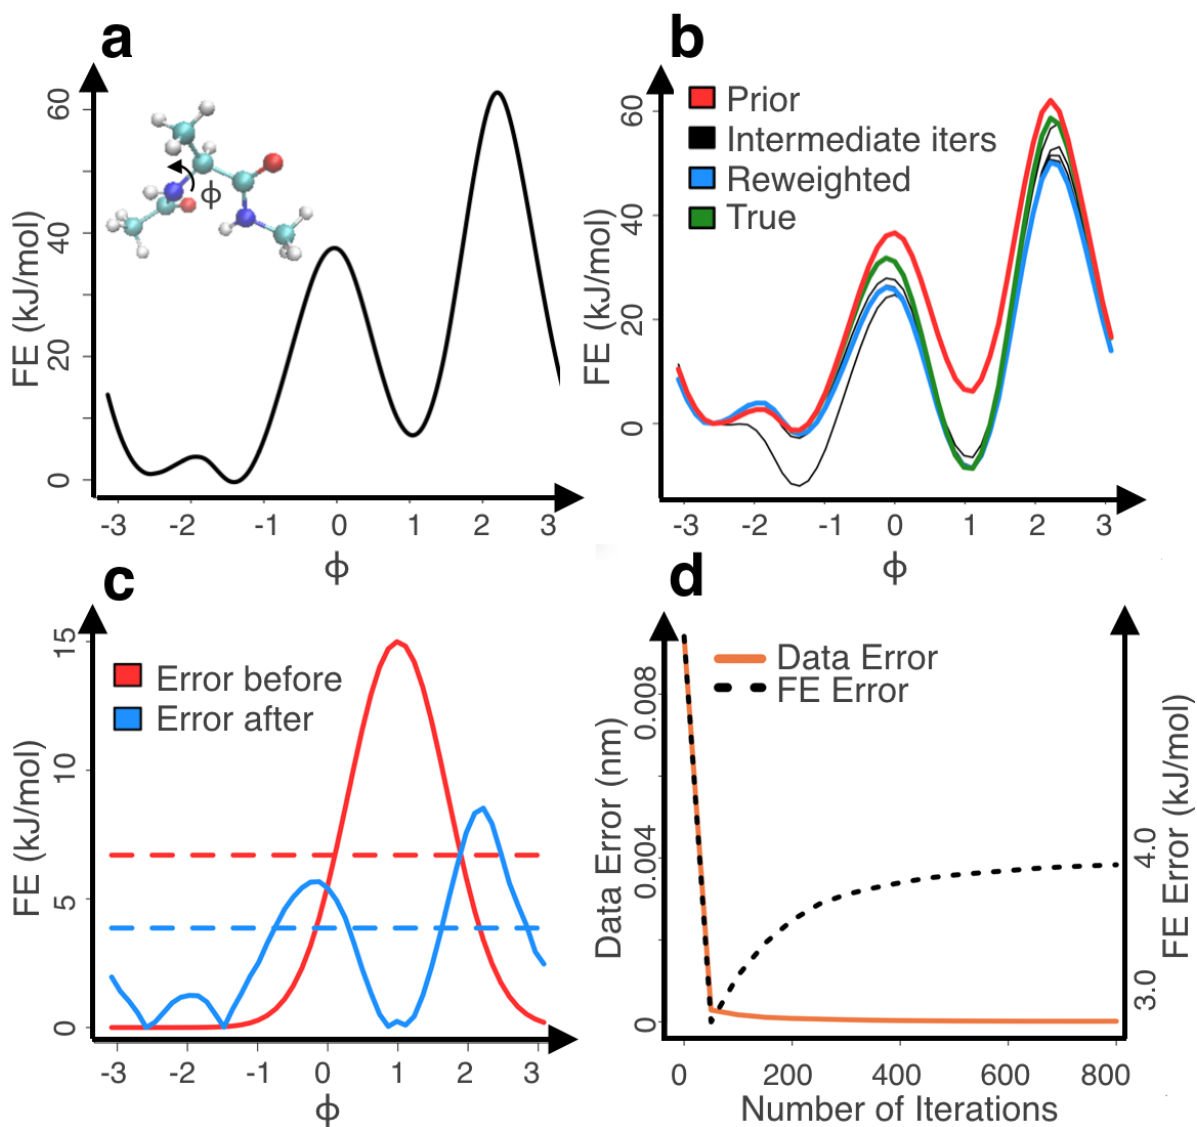 a
60
40
20
0
FE (kJ/mol)
ϕ
-3 -2 -1 0 1 2 3
ϕ
b
Prior
Intermediate iters
Reweighted
True
60
40
20
0
FE (kJ/mol)
-3 -2 -1 0 1 2 3
ϕ
c
Error before
Error after
15
10
5
0
FE (kJ/mol)
-3 -2 -1 0 1 2 3
ϕ
d
Data Error
FE Error
0.008
0.004
0
Data Error (nm)
4.0
3.0
FE Error (kJ/mol)
0 200 400 600 800
Number of Iterations